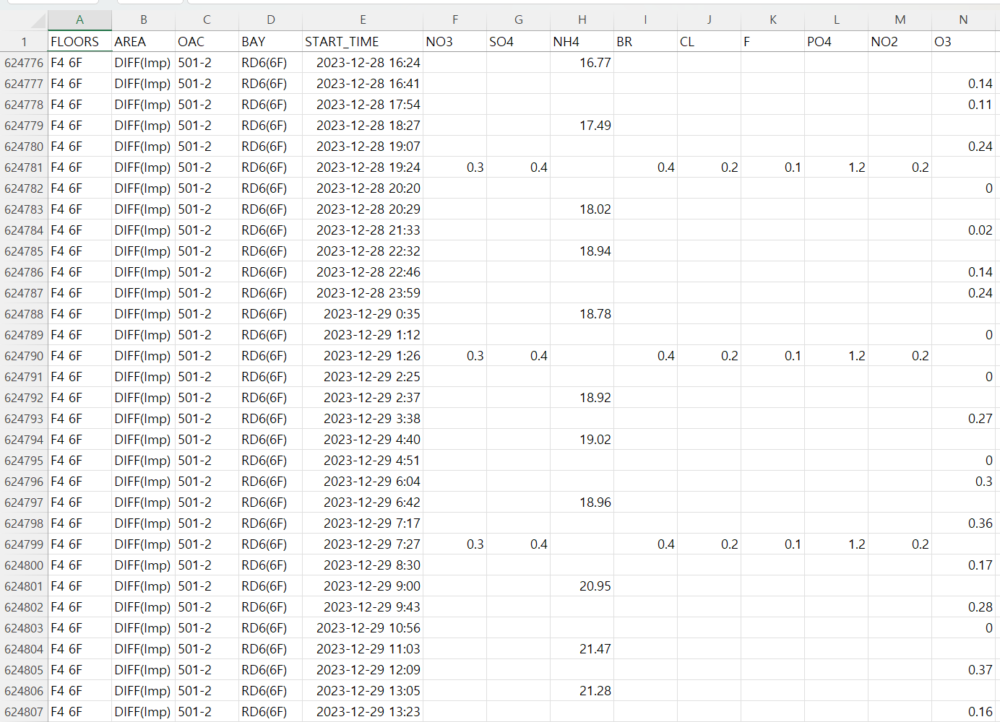 A B C D E F G H I J K L M N
1 FLOORS AREA OAC BAY START_TIME NO3 SO4 NH4 BR CL F PO4 NO2 O3
624776 F4 6F DIFF(Imp) 501-2 RD6(6F) 2023-12-28 16:24 16.77
624777 F4 6F DIFF(Imp) 501-2 RD6(6F) 2023-12-28 16:41 0.14
624778 F4 6F DIFF(Imp) 501-2 RD6(6F) 2023-12-28 17:54 0.11
624779 F4 6F DIFF(Imp) 501-2 RD6(6F) 2023-12-28 18:27 17.49
624780 F4 6F DIFF(Imp) 501-2 RD6(6F) 2023-12-28 19:07 0.24
624781 F4 6F DIFF(Imp) 501-2 RD6(6F) 2023-12-28 19:24 0.3 0.4 0.4 0.2 0.1 1.2 0.2
624782 F4 6F DIFF(Imp) 501-2 RD6(6F) 2023-12-28 20:20 0
624783 F4 6F DIFF(Imp) 501-2 RD6(6F) 2023-12-28 20:29 18.02
624784 F4 6F DIFF(Imp) 501-2 RD6(6F) 2023-12-28 21:33 0.02
624785 F4 6F DIFF(Imp) 501-2 RD6(6F) 2023-12-28 22:32 18.94
624786 F4 6F DIFF(Imp) 501-2 RD6(6F) 2023-12-28 22:46 0.14
624787 F4 6F DIFF(Imp) 501-2 RD6(6F) 2023-12-28 23:59 0.24
624788 F4 6F DIFF(Imp) 501-2 RD6(6F) 2023-12-29 0:35 18.78
624789 F4 6F DIFF(Imp) 501-2 RD6(6F) 2023-12-29 1:12 0
624790 F4 6F DIFF(Imp) 501-2 RD6(6F) 2023-12-29 1:26 0.3 0.4 0.4 0.2 0.1 1.2 0.2
624791 F4 6F DIFF(Imp) 501-2 RD6(6F) 2023-12-29 2:25 0
624792 F4 6F DIFF(Imp) 501-2 RD6(6F) 2023-12-29 2:37 18.92
624793 F4 6F DIFF(Imp) 501-2 RD6(6F) 2023-12-29 3:38 0.27
624794 F4 6F DIFF(Imp) 501-2 RD6(6F) 2023-12-29 4:40 19.02
624795 F4 6F DIFF(Imp) 501-2 RD6(6F) 2023-12-29 4:51 0
624796 F4 6F DIFF(Imp) 501-2 RD6(6F) 2023-12-29 6:04 0.3
624797 F4 6F DIFF(Imp) 501-2 RD6(6F) 2023-12-29 6:42 18.96
624798 F4 6F DIFF(Imp) 501-2 RD6(6F) 2023-12-29 7:17 0.36
624799 F4 6F DIFF(Imp) 501-2 RD6(6F) 2023-12-29 7:27 0.3 0.4 0.4 0.2 0.1 1.2 0.2
624800 F4 6F DIFF(Imp) 501-2 RD6(6F) 2023-12-29 8:30 0.17
624801 F4 6F DIFF(Imp) 501-2 RD6(6F) 2023-12-29 9:00 20.95
624802 F4 6F DIFF(Imp) 501-2 RD6(6F) 2023-12-29 9:43 0.28
624803 F4 6F DIFF(Imp) 501-2 RD6(6F) 2023-12-29 10:56 0
624804 F4 6F DIFF(Imp) 501-2 RD6(6F) 2023-12-29 11:03 21.47
624805 F4 6F DIFF(Imp) 501-2 RD6(6F) 2023-12-29 12:09 0.37
624806 F4 6F DIFF(Imp) 501-2 RD6(6F) 2023-12-29 13:05 21.28
624807 F4 6F DIFF(Imp) 501-2 RD6(6F) 2023-12-29 13:23 0.16